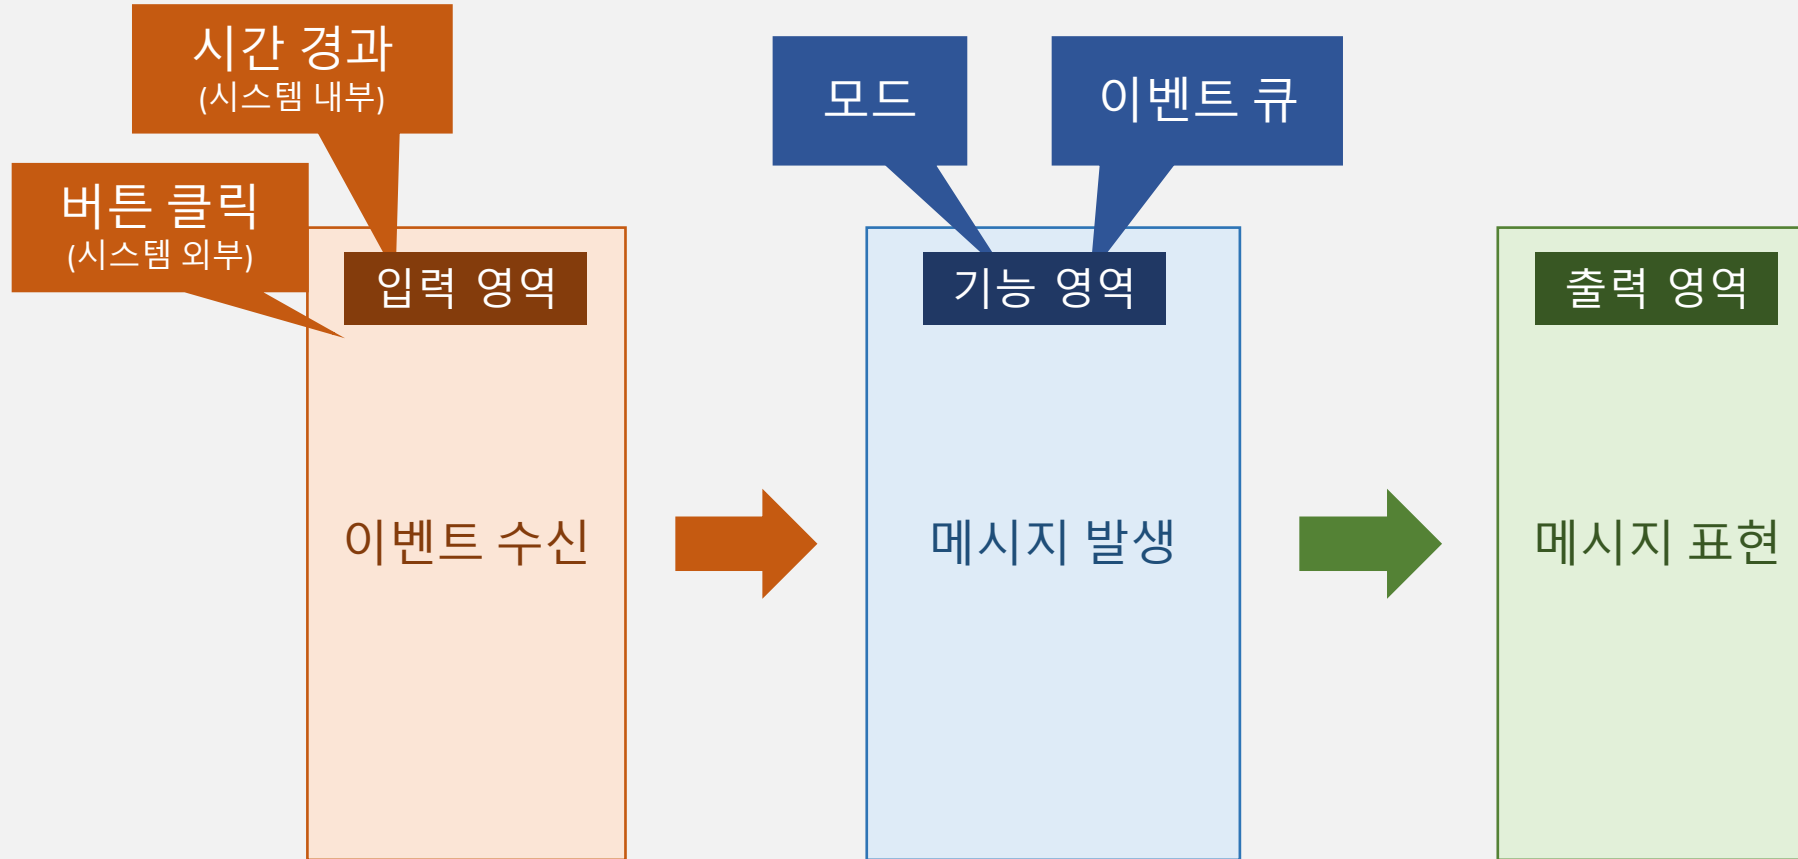 시간 경과
(시스템 내부)
버튼 클릭
(시스템 외부)
모드
이벤트 큐
입력 영역
기능 영역
출력 영역
이벤트 수신
메시지 발생
메시지 표현